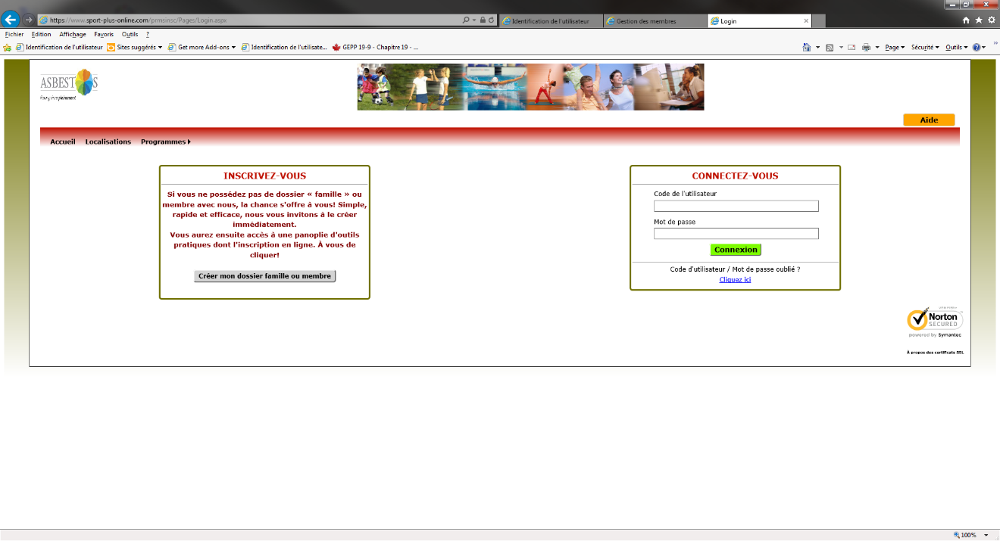 https://www.sport-plus-online.com/prmsinsc/Pages/Login.aspx
Identification de l'utilisateur
Gestion des membres
Login
Fichier Edition Affichage Favoris Outils ?
Identification de l'utilisateur Sites suggérés Get more Add-ons Identification de l'utilisate... GEPP 19-9 - Chapitre 19 - ... Page Sécurité Outils
ASBESTOS
Aide
Accueil Localisations Programmes
INSCRIVEZ-VOUS
Si vous ne possédez pas de dossier « famille » ou
membre avec nous, la chance s'offre à vous! Simple,
rapide et efficace, nous vous invitons à le créer
immédiatement.
Vous aurez ensuite accès à une panoplie d'outils
pratiques dont l'inscription en ligne. À vous de
cliquer!
Créer mon dossier famille ou membre
CONNECTEZ-VOUS
Code de l'utilisateur
Mot de passe
Connexion
Code d'utilisateur / Mot de passe oublié ?
Cliquez ici
Norton
SECURED
powered by Symantec
À propos des certificats SSL
100%